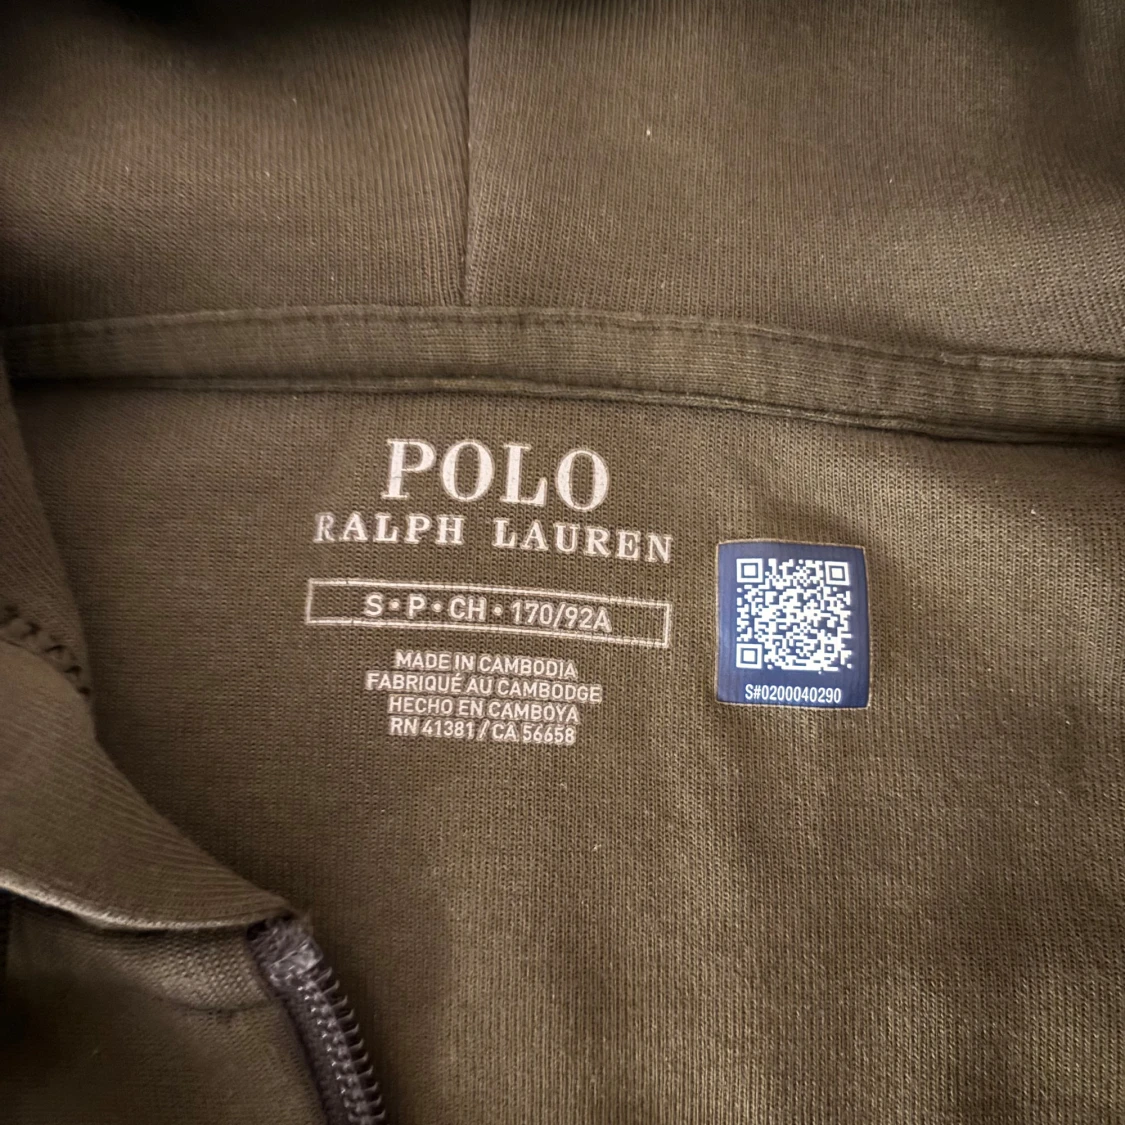 POLO
RALPH LAUREN
S • P • CH • 170/92A
MADE IN CAMBODIA
FABRIQUÉ AU CAMBODGE
HECHO EN CAMBOYA
RN 41381 / CA 56658
S#0200040290